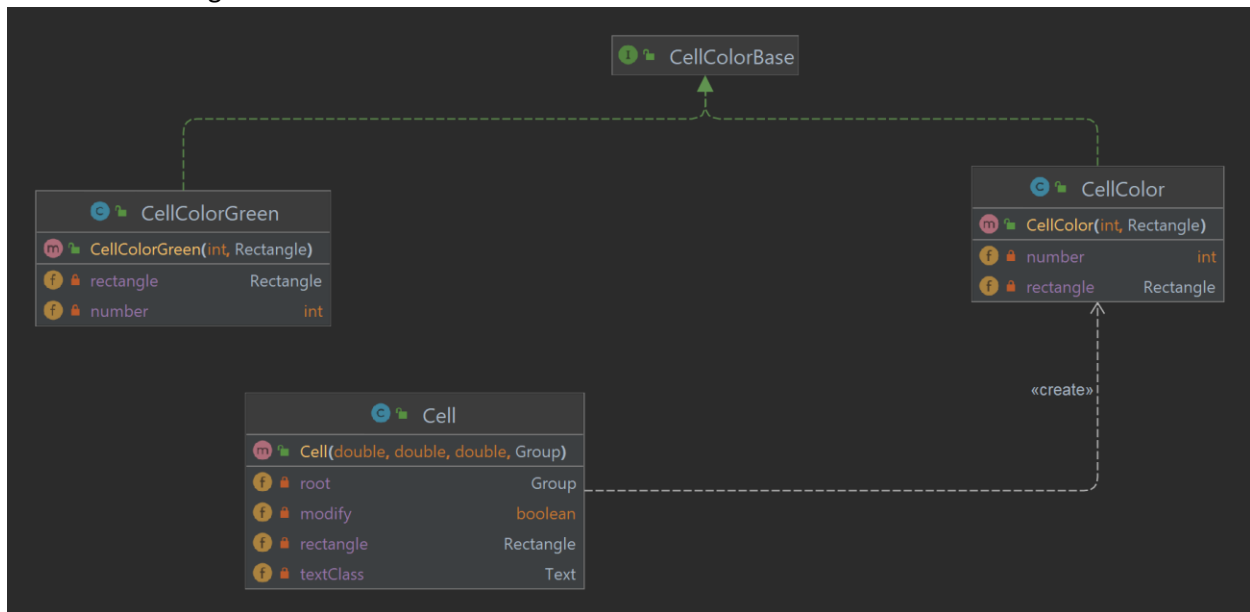 CellColorBase
CellColorGreen
CellColorGreen(int, Rectangle)
rectangle Rectangle
number int
CellColor
CellColor(int, Rectangle)
number int
rectangle Rectangle
«create»
Cell
Cell(double, double, double, Group)
root Group
modify boolean
rectangle Rectangle
textClass Text